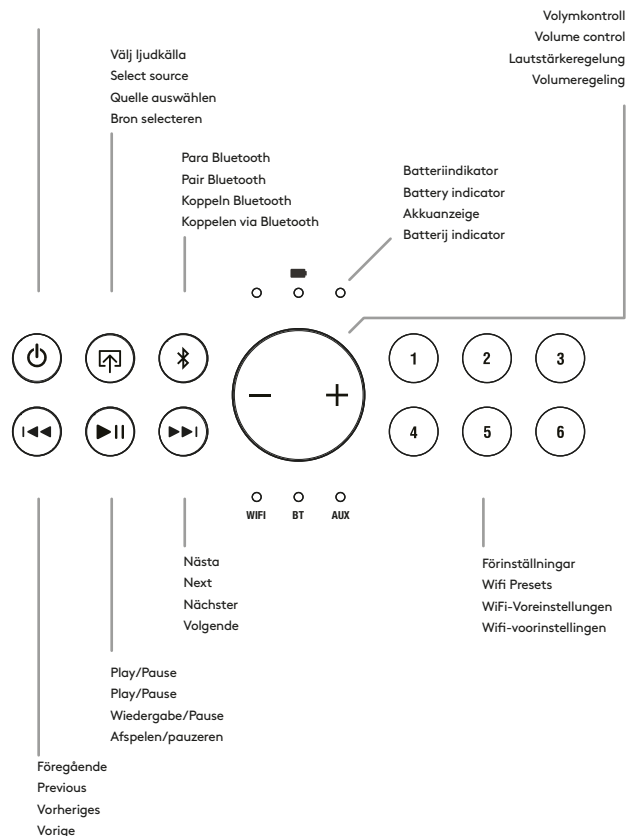 Volymkontroll
Volume control
Lautstärkeregelung
Volumeregeling
Välj ljudkälla
Select source
Quelle auswählen
Bron selecteren
Para Bluetooth
Pair Bluetooth
Koppeln Bluetooth
Koppelen via Bluetooth
Batteriindikator
Battery indicator
Akkuanzeige
Batterij indicator
1 2 3
4 5 6
WIFI BT AUX
Nästa
Next
Nächster
Volgende
Förinställningar
Wifi Presets
WiFi-Voreinstellungen
Wifi-voorinstellingen
Play/Pause
Play/Pause
Wiedergabe/Pause
Afspelen/pauzeren
Föregående
Previous
Vorheriges
Vorige